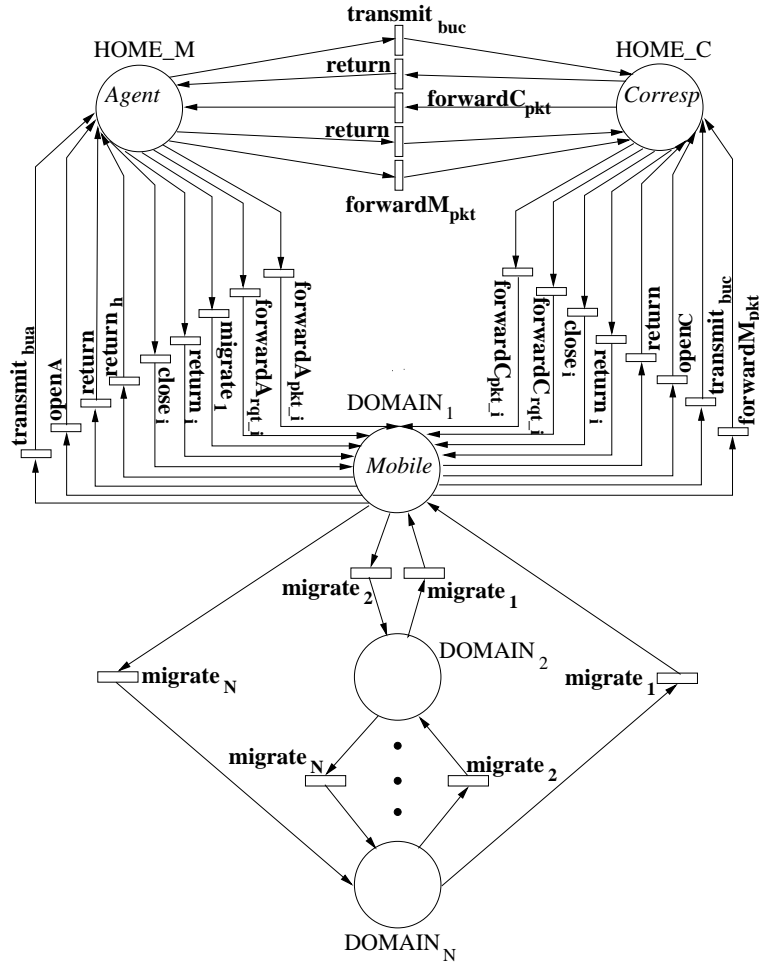 transmit buc
HOME_M
HOME_C
return
Agent
forwardC pkt
Corresp
return
forwardM pkt
transmit bua
openA
return
return h
close i
return i
migrate 1
forwardA rqt_i
forwardA pkt_i
forwardC pkt_i
forwardC rqt_i
close i
return i
return
openC
transmit buc
forwardM pkt
DOMAIN 1
Mobile
migrate 2
migrate 1
DOMAIN 2
migrate N
migrate 1
migrate N
migrate 2
DOMAIN N